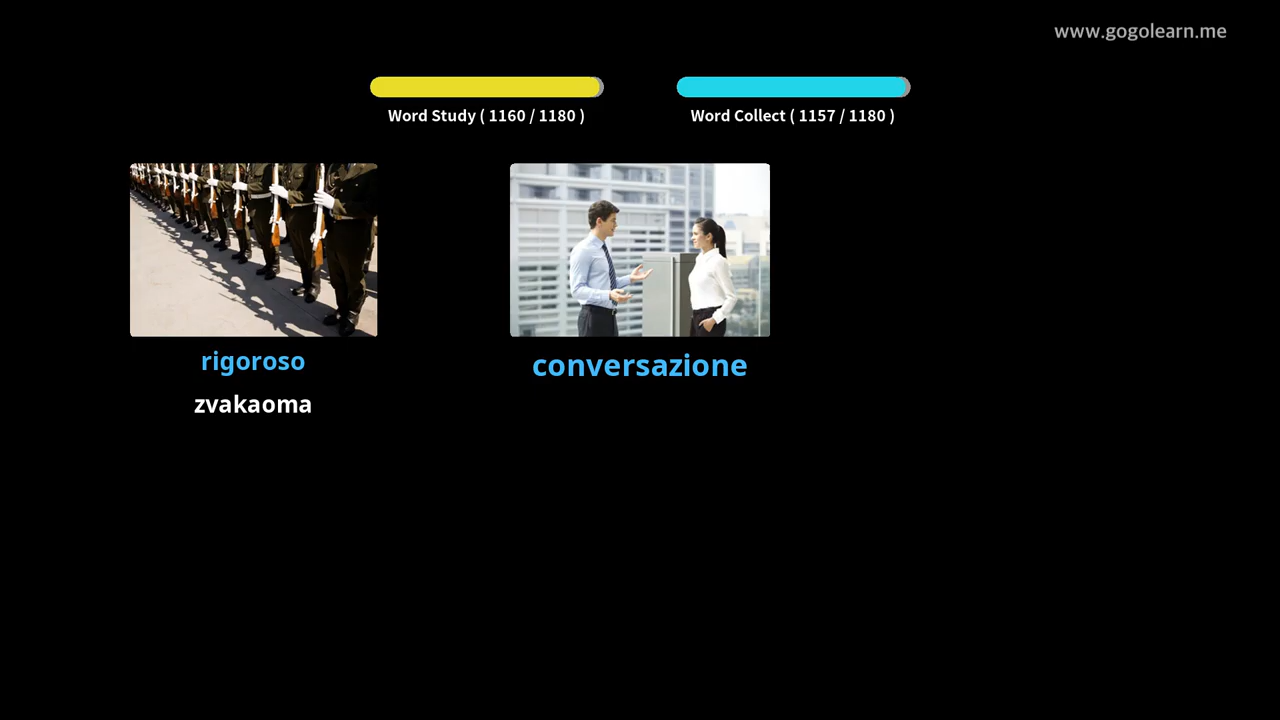 www.gogolearn.me
Word Study ( 1160 / 1180 )
Word Collect ( 1157 / 1180 )
rigoroso
zvakaoma
conversazione